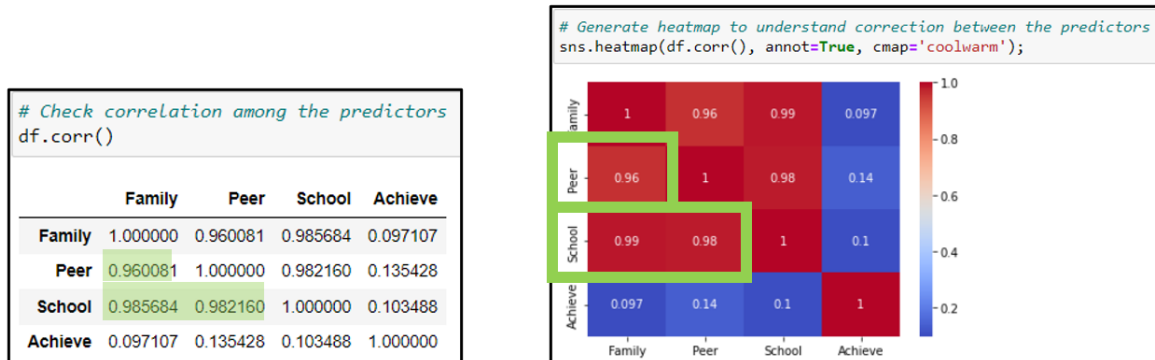 # Check correlation among the predictors
df.corr()
Family Peer School Achieve
Family 1.000000 0.960081 0.985684 0.097107
Peer 0.960081 1.000000 0.982160 0.135428
School 0.985684 0.982160 1.000000 0.103488
Achieve 0.097107 0.135428 0.103488 1.000000
# Generate heatmap to understand correction between the predictors
sns.heatmap(df.corr(), annot=True, cmap='coolwarm');
Family 1 0.96 0.99 0.097
Peer 0.96 1 0.98 0.14
School 0.99 0.98 1 0.1
Achieve 0.097 0.14 0.1 1
Family Peer School Achieve
1.0
0.8
0.6
0.4
0.2